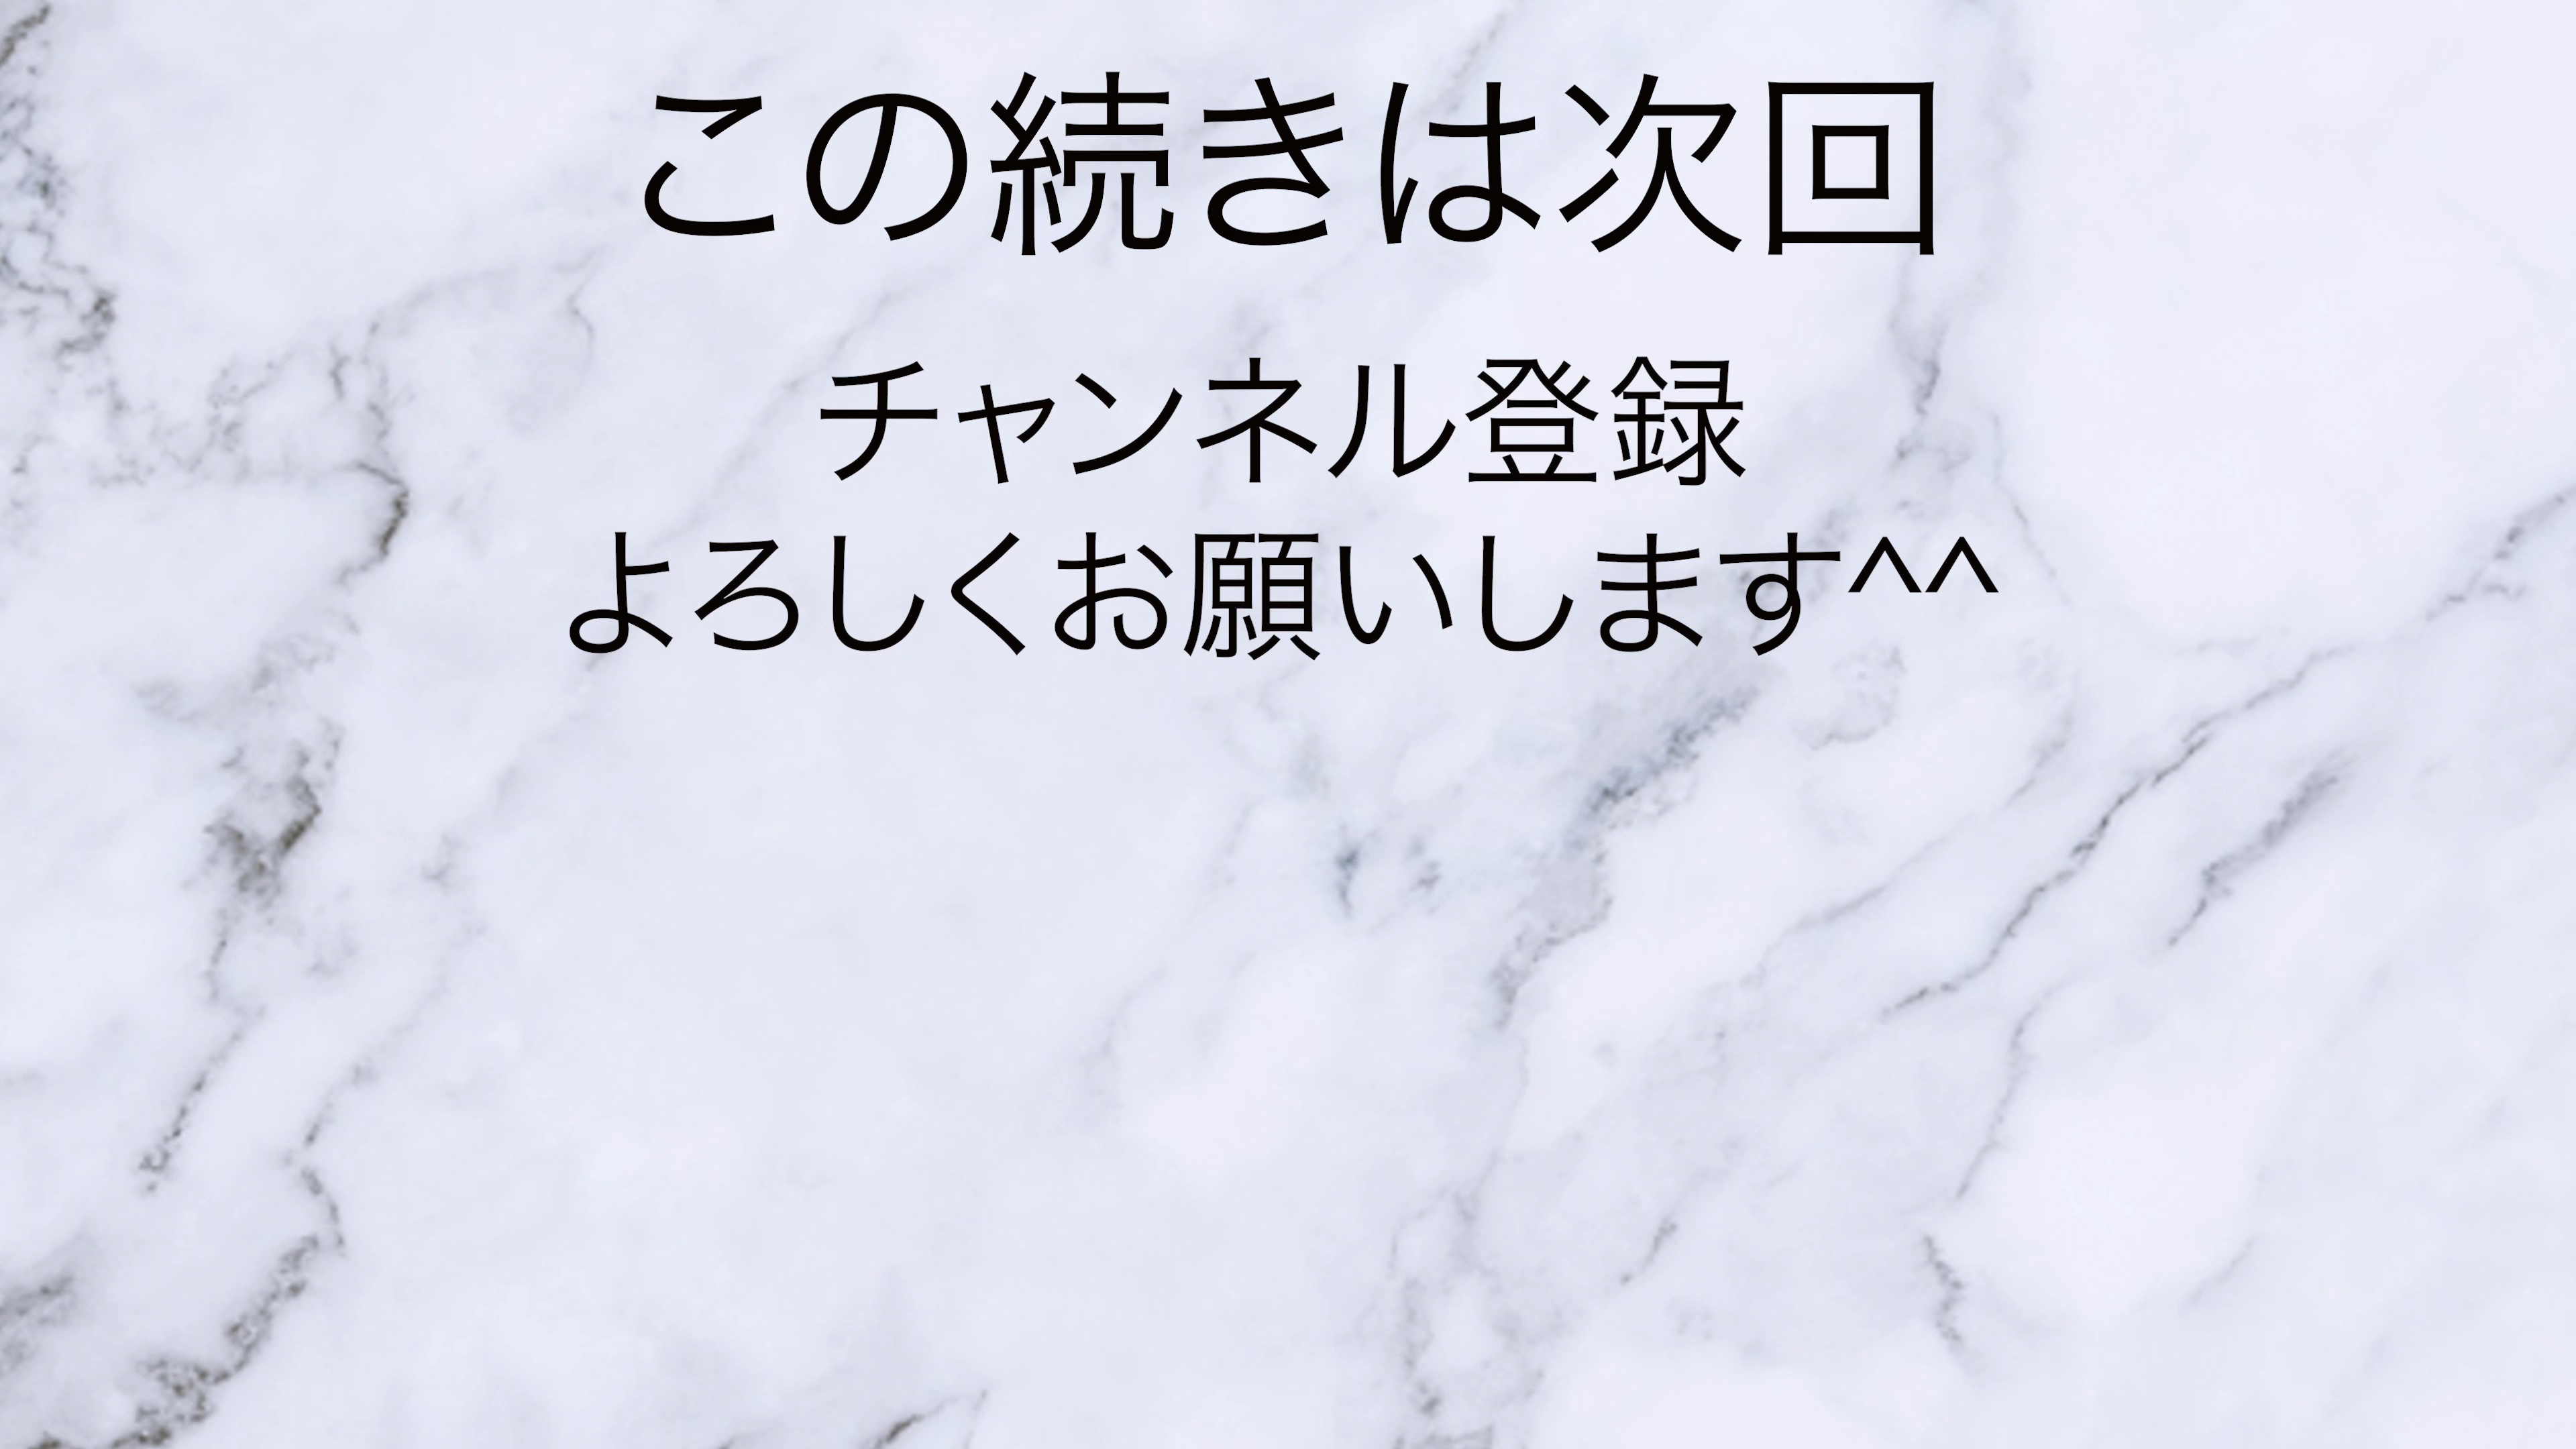 この続きは次回
チャンネル登録
よろしくお願いします^^